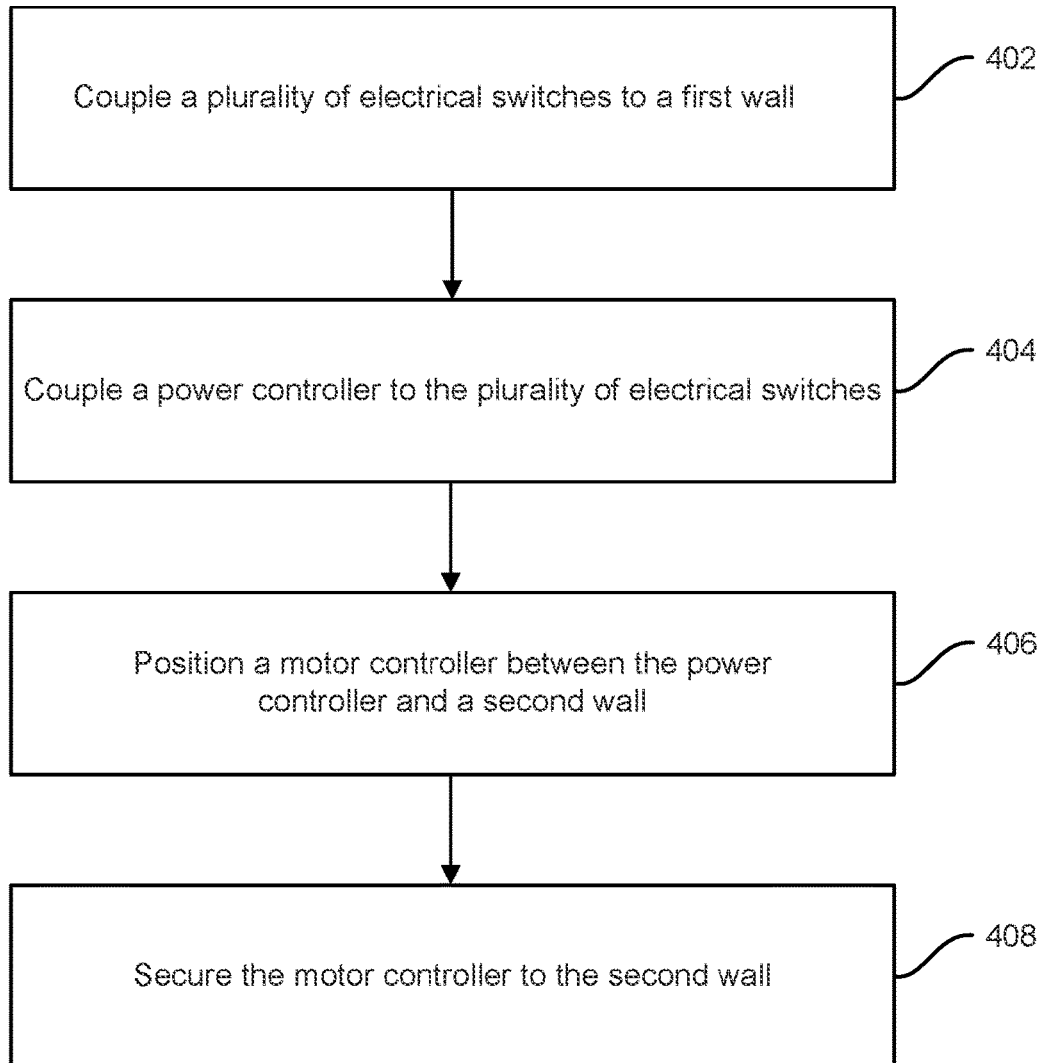 Couple a plurality of electrical switches to a first wall
402
Couple a power controller to the plurality of electrical switches
404
Position a motor controller between the power
controller and a second wall
406
Secure the motor controller to the second wall
408